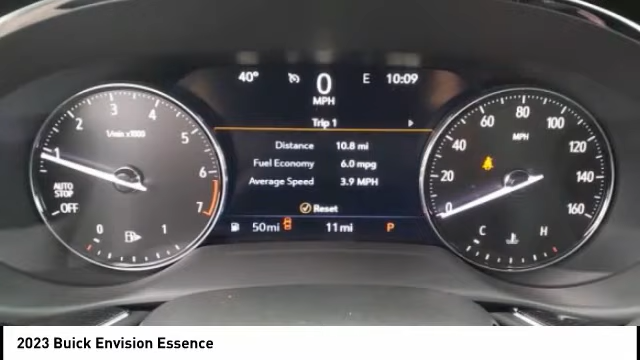 40° 0 E 10:09
MPH
Trip 1
Distance 10.8 mi
Fuel Economy 6.0 mpg
Average Speed 3.9 MPH
Reset
50mi 11mi P
1 2 3 4 5 6 7
1/min x1000
AUTO
STOP
OFF
0 1
0 20 40 60 80 100 120 140 160
MPH
C H
2023 Buick Envision Essence